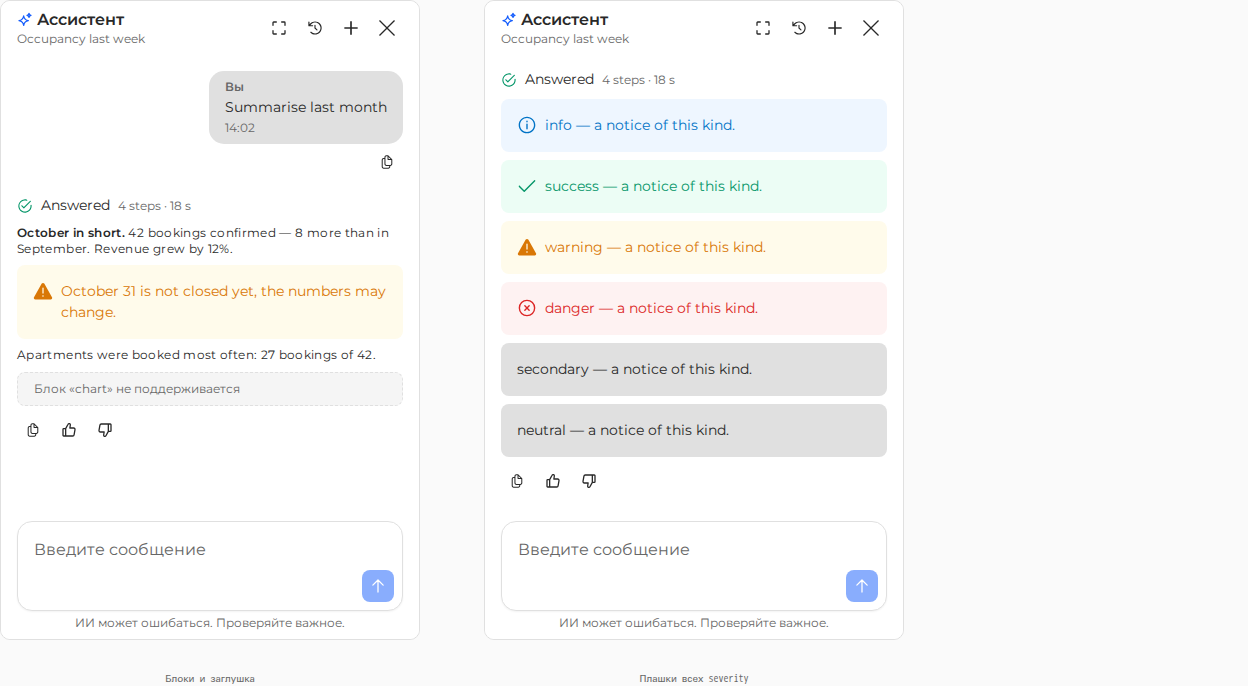 Ассистент
Occupancy last week
Вы
Summarise last month
14:02
Answered 4 steps · 18 s
October in short. 42 bookings confirmed — 8 more than in
September. Revenue grew by 12%.
October 31 is not closed yet, the numbers may
change.
Apartments were booked most often: 27 bookings of 42.
Блок «chart» не поддерживается
Введите сообщение
ИИ может ошибаться. Проверяйте важное.
Блоки и заглушка
Ассистент
Occupancy last week
Answered 4 steps · 18 s
info — a notice of this kind.
success — a notice of this kind.
warning — a notice of this kind.
danger — a notice of this kind.
secondary — a notice of this kind.
neutral — a notice of this kind.
Введите сообщение
ИИ может ошибаться. Проверяйте важное.
Плашки всех severity